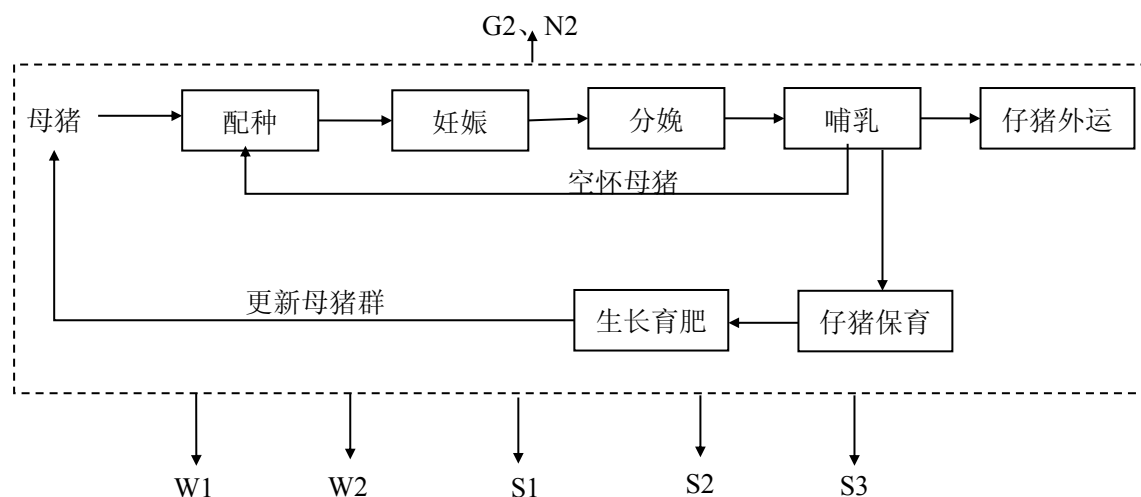 G2、N2
母猪
配种
妊娠
分娩
哺乳
仔猪外运
空怀母猪
更新母猪群
生长育肥
仔猪保育
W1
W2
S1
S2
S3